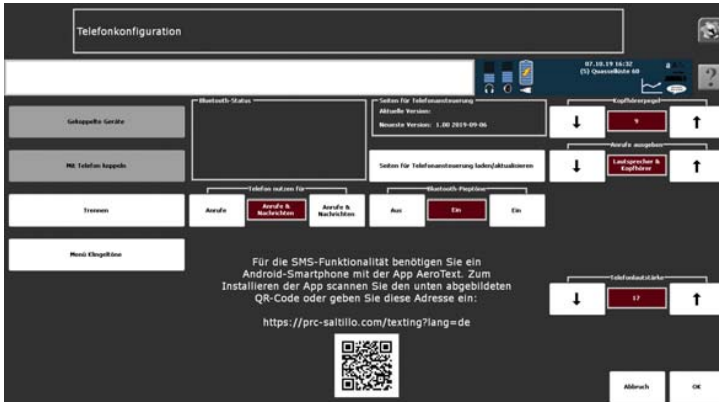 Telefonkonfiguration
07.10.19 16:32
(S) Quasselkiste 60
?
Gekoppelte Geräte
Mit Telefon koppeln
Trennen
Menü Klingeltöne
Bluetooth-Status
Seiten für Telefonansteuerung
Aktuelle Version:
Neueste Version: 1.00 2019-09-06
Seiten für Telefonansteuerung laden/aktualisieren
Telefon nutzen für
Anrufe
Anrufe &
Nachrichten
Anrufe &
Nachrichten
Bluetooth-Pieptöne
Aus
Ein
Ein
Kopfhörerpegel
9
Anrufe ausgeben
Lautsprecher &
Kopfhörer
Für die SMS-Funktionalität benötigen Sie ein
Android-Smartphone mit der App AeroText. Zum
Installieren der App scannen Sie den unten abgebildeten
QR-Code oder geben Sie diese Adresse ein:
https://prc-saltillo.com/texting?lang=de
Telefonlautstärke
17
Abbruch
OK